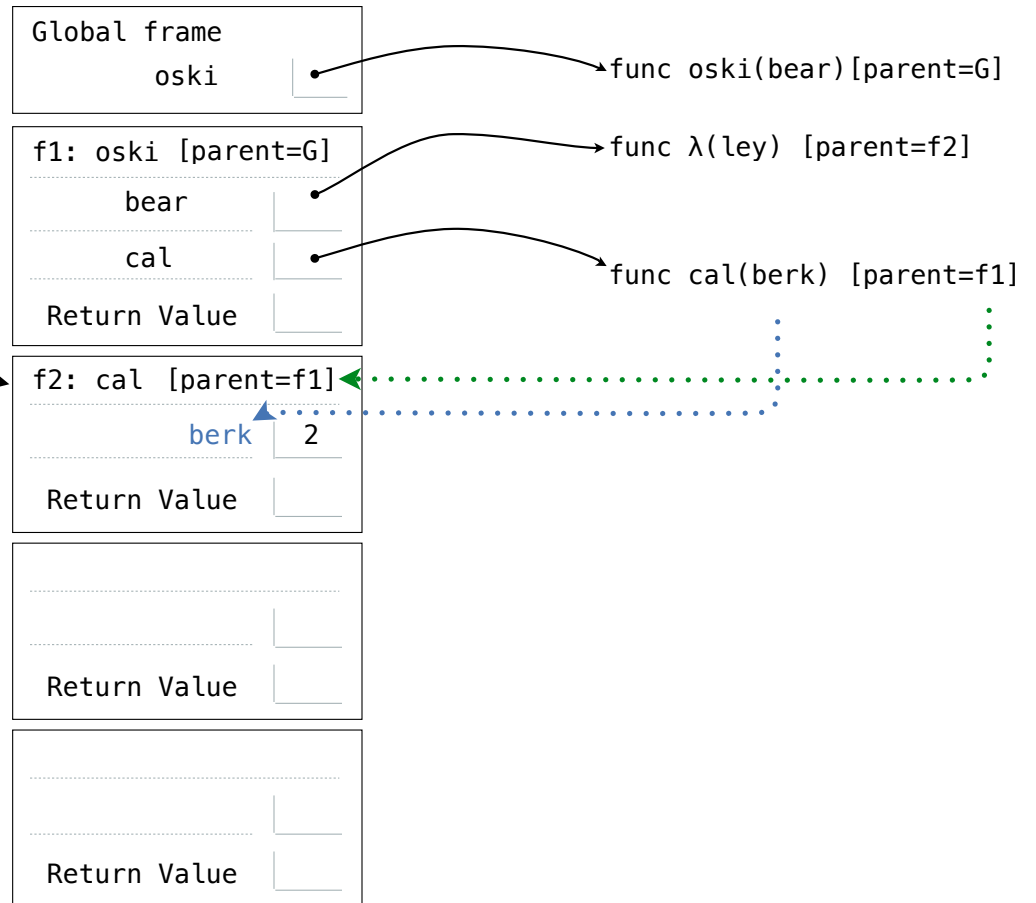 Global frame
oski
func oski(bear)[parent=G]
f1: oski [parent=G]
func λ(ley) [parent=f2]
bear
cal
func cal(berk) [parent=f1]
Return Value
f2: cal [parent=f1]
berk 2
Return Value
Return Value
Return Value